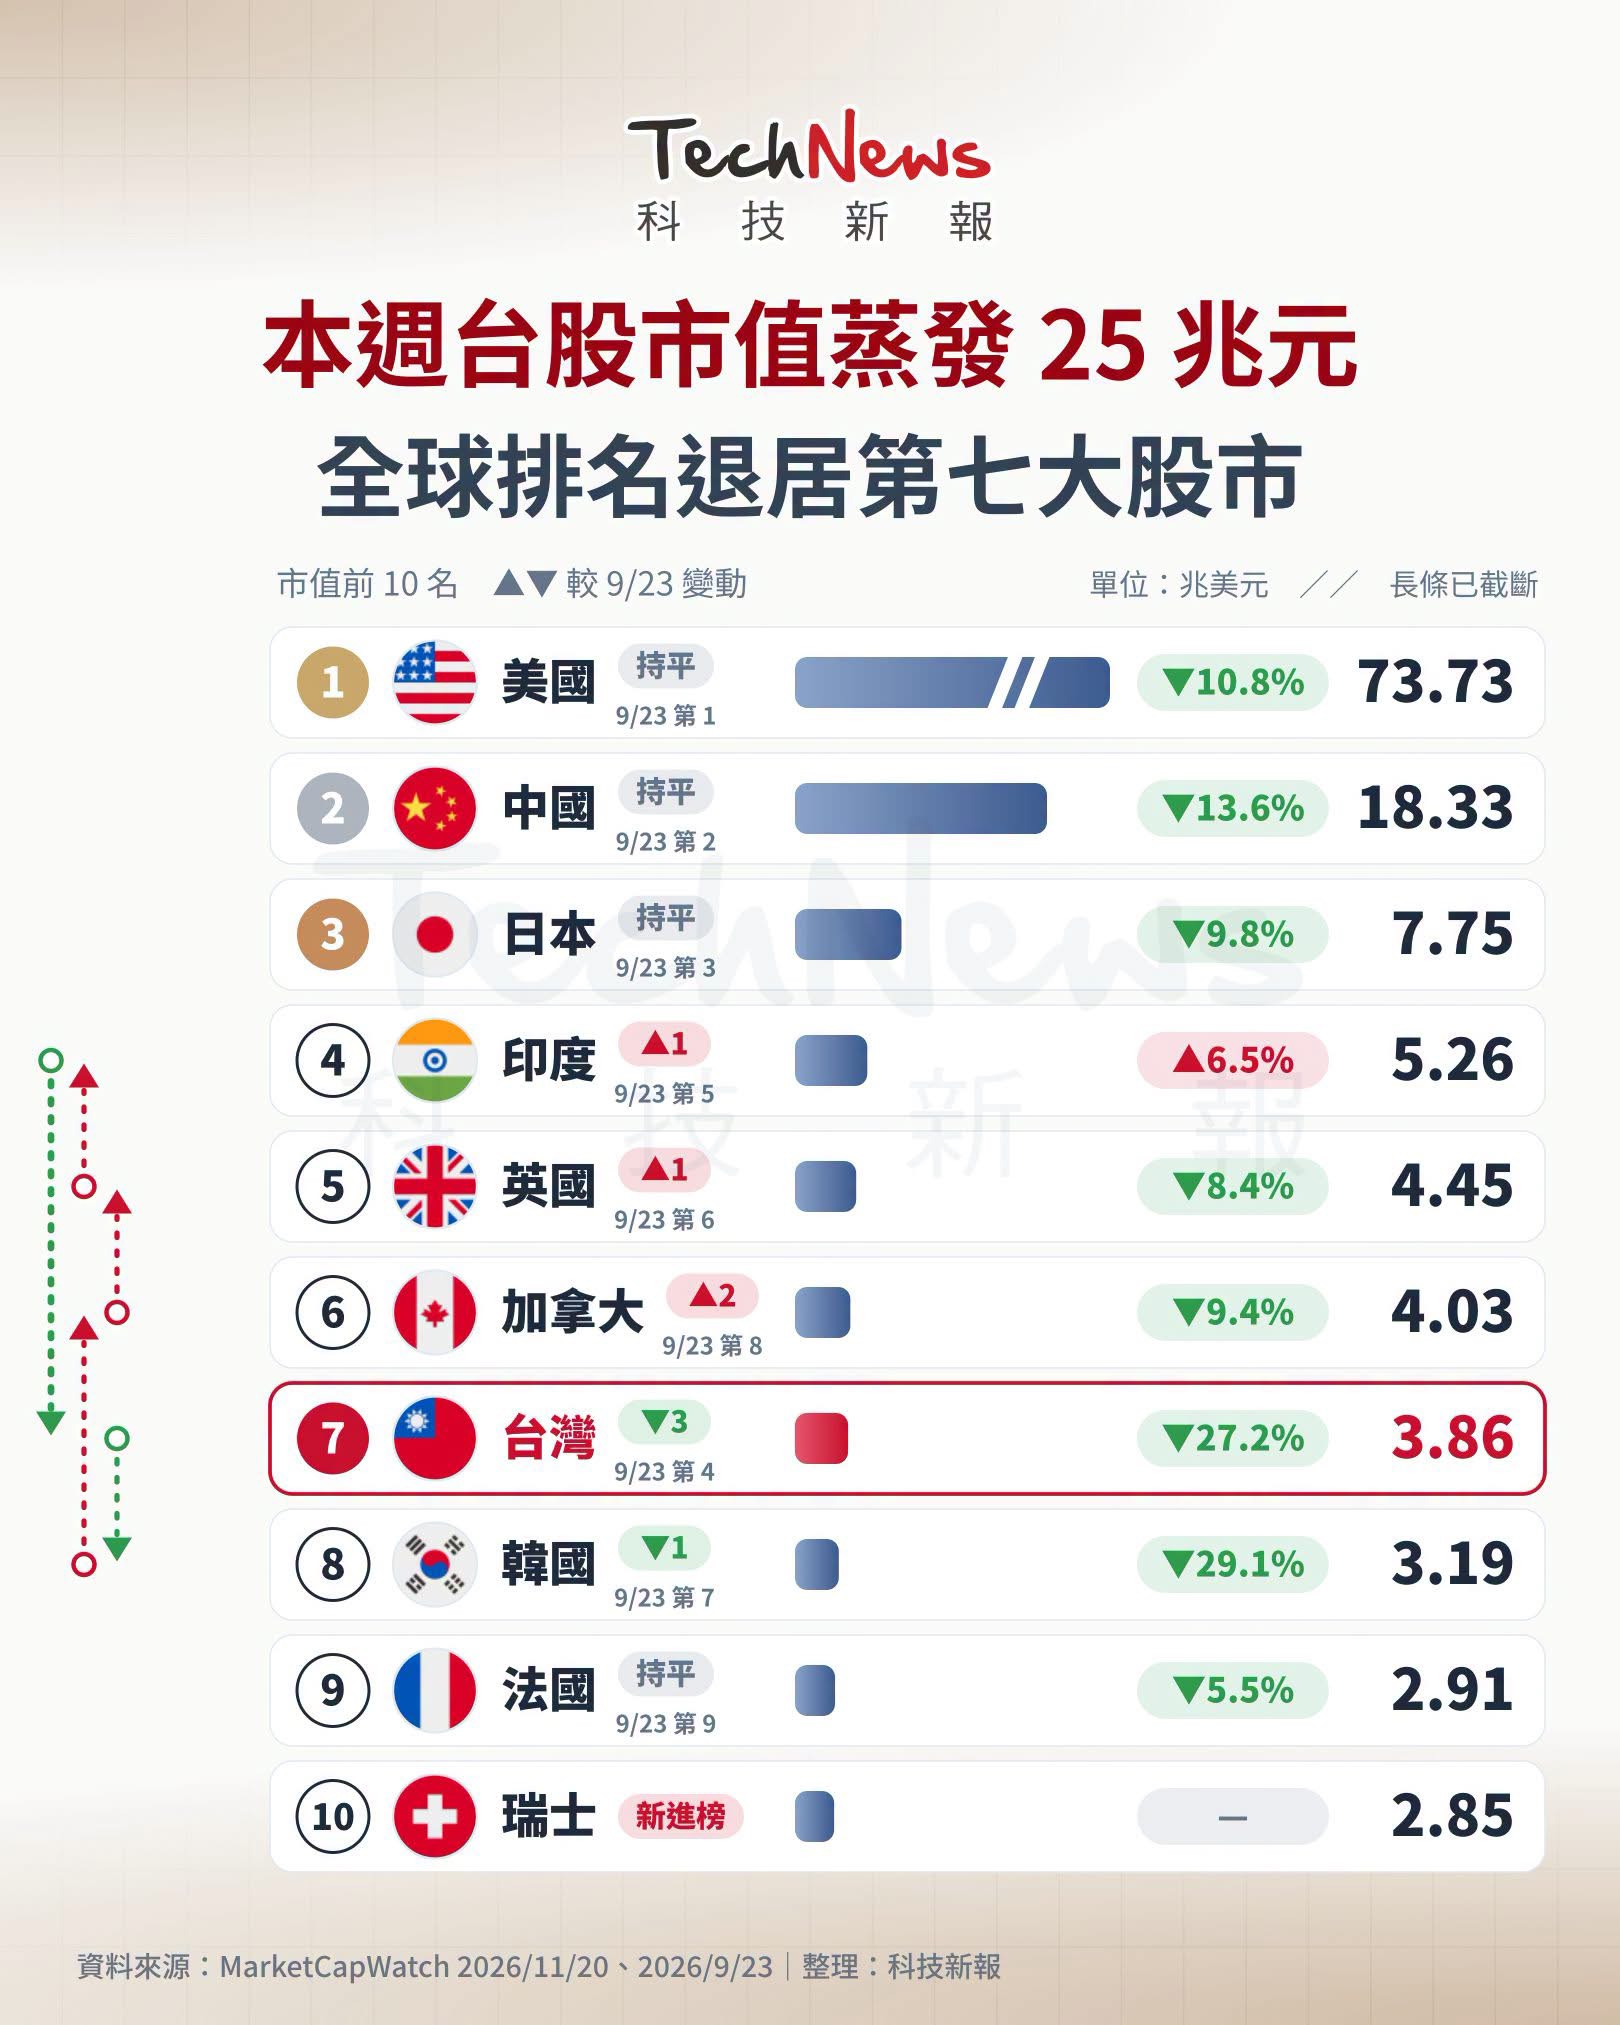 TechNews
科技新報
本週台股市值蒸發 25 兆元
全球排名退居第七大股市
市值前 10 名 ▲▼ 較 9/23 變動 單位：兆美元 ／／ 長條已截斷
1 美國 持平 ▼10.8% 73.73
9/23 第 1
2 中國 持平 ▼13.6% 18.33
9/23 第 2
3 日本 持平 ▼9.8% 7.75
9/23 第 3
4 印度 ▲1 ▲6.5% 5.26
9/23 第 5
5 英國 ▲1 ▼8.4% 4.45
9/23 第 6
6 加拿大 ▲2 ▼9.4% 4.03
9/23 第 8
7 台灣 ▼3 ▼27.2% 3.86
9/23 第 4
8 韓國 ▼1 ▼29.1% 3.19
9/23 第 7
9 法國 持平 ▼5.5% 2.91
9/23 第 9
10 瑞士 新進榜 — 2.85
TechNews
科技新報
資料來源：MarketCapWatch 2026/11/20、2026/9/23｜整理：科技新報